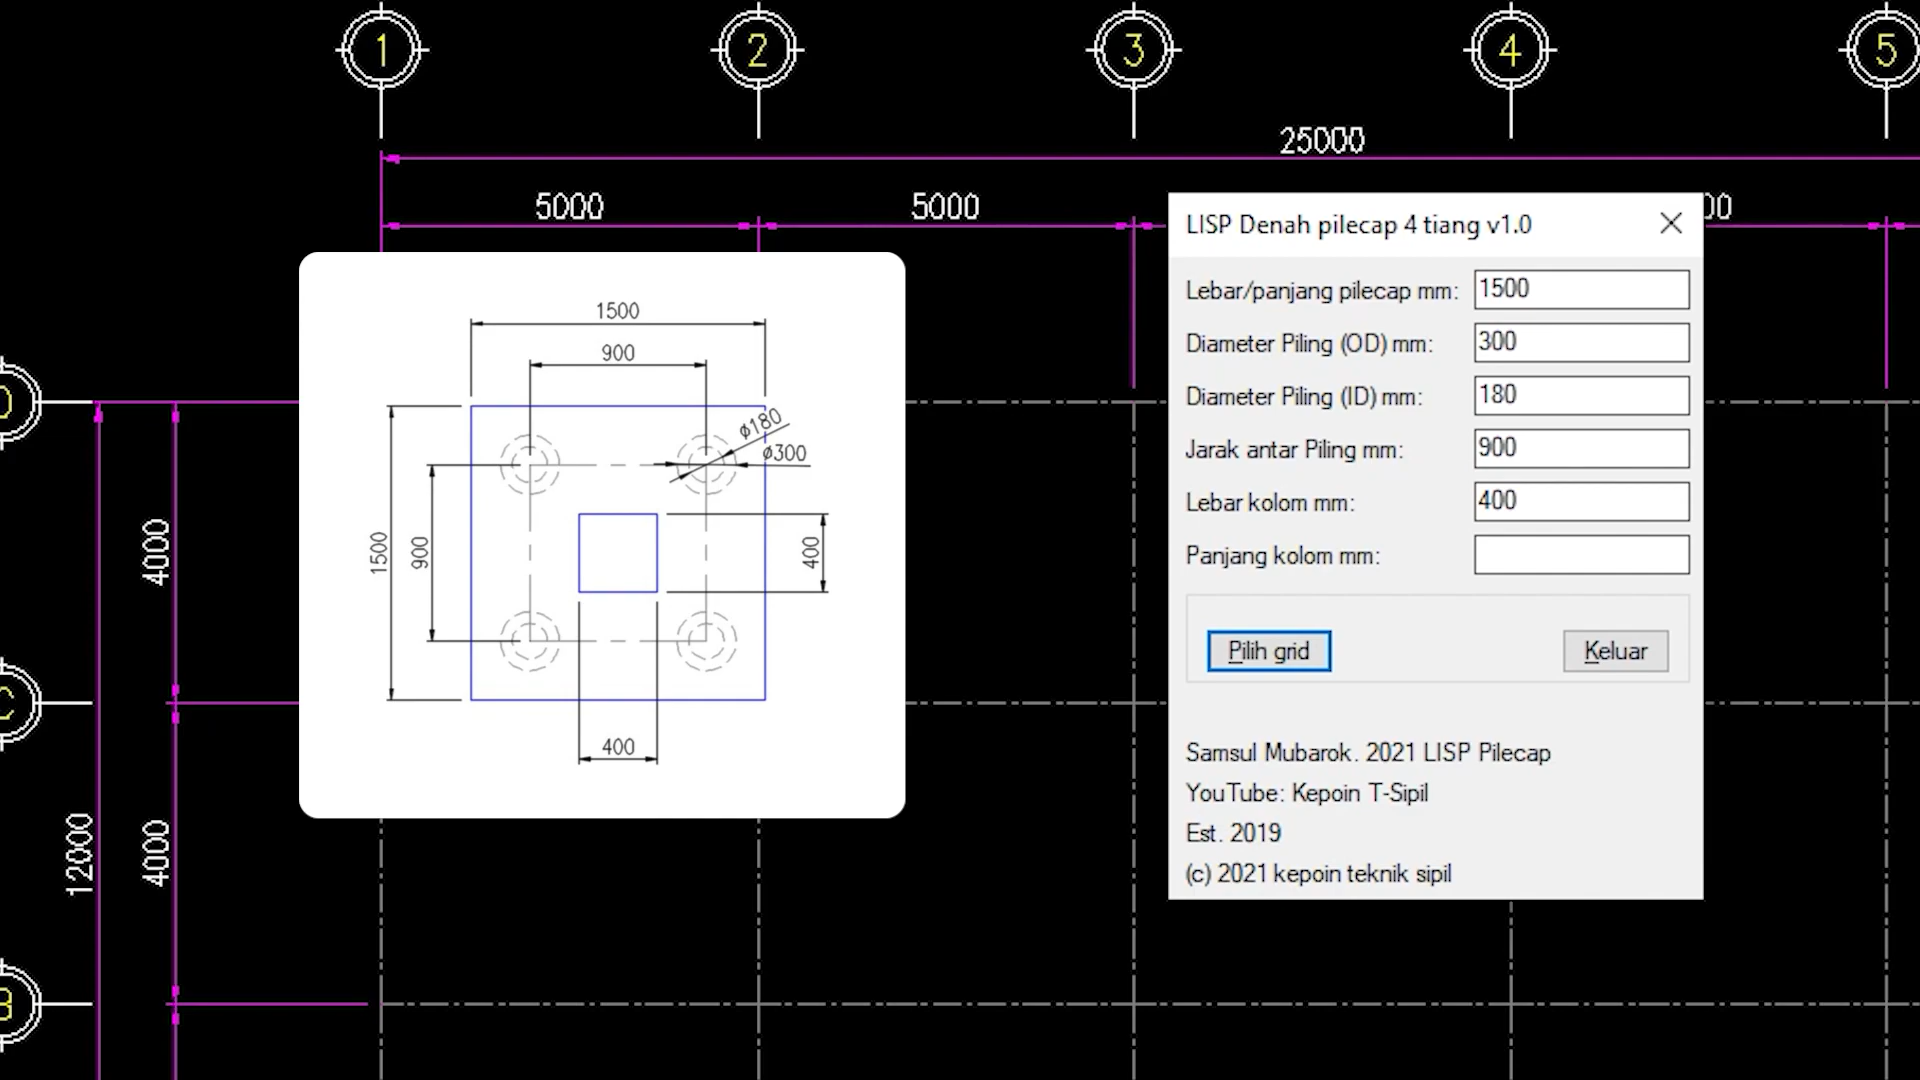 1
2
3
4
5
25000
5000
5000
LISP Denah pilecap 4 tiang v1.0
Lebar/panjang pilecap mm: 1500
Diameter Piling (OD) mm: 300
Diameter Piling (ID) mm: 180
Jarak antar Piling mm: 900
Lebar kolom mm: 400
Panjang kolom mm:
Pilih grid
Keluar
Samsul Mubarok. 2021 LISP Pilecap
YouTube: Kepoin T-Sipil
Est. 2019
(c) 2021 kepoin teknik sipil
1500
900
ø180
ø300
1500
900
400
400
4000
12000
4000